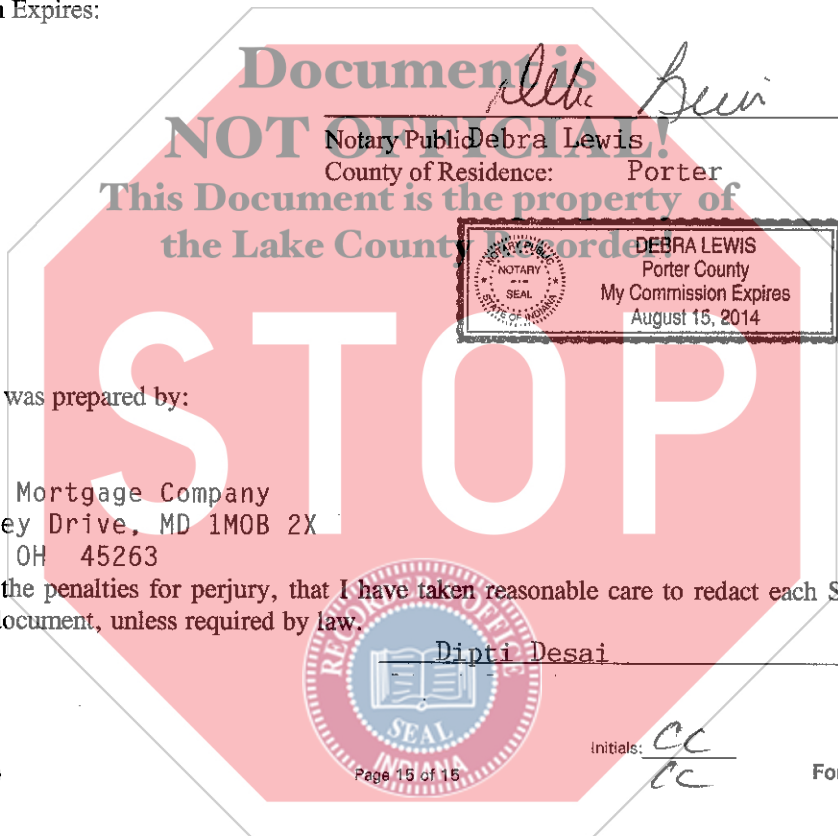 n Expires:
Document is
NOT OFFICIAL!
Notary Public Debra Lewis
County of Residence: Porter
This Document is the property of
the Lake County Recorder!
NOTARY PUBLIC
NOTARY
SEAL
STATE OF INDIANA
DEBRA LEWIS
Porter County
My Commission Expires
August 15, 2014
STOP
was prepared by:
Mortgage Company
ey Drive, MD 1MOB 2X
OH 45263
the penalties for perjury, that I have taken reasonable care to redact each S
document, unless required by law.
Dipti Desai
RECORDER'S OFFICE
SEAL
INDIANA
Initials: CC
CC
Page 15 of 15
For